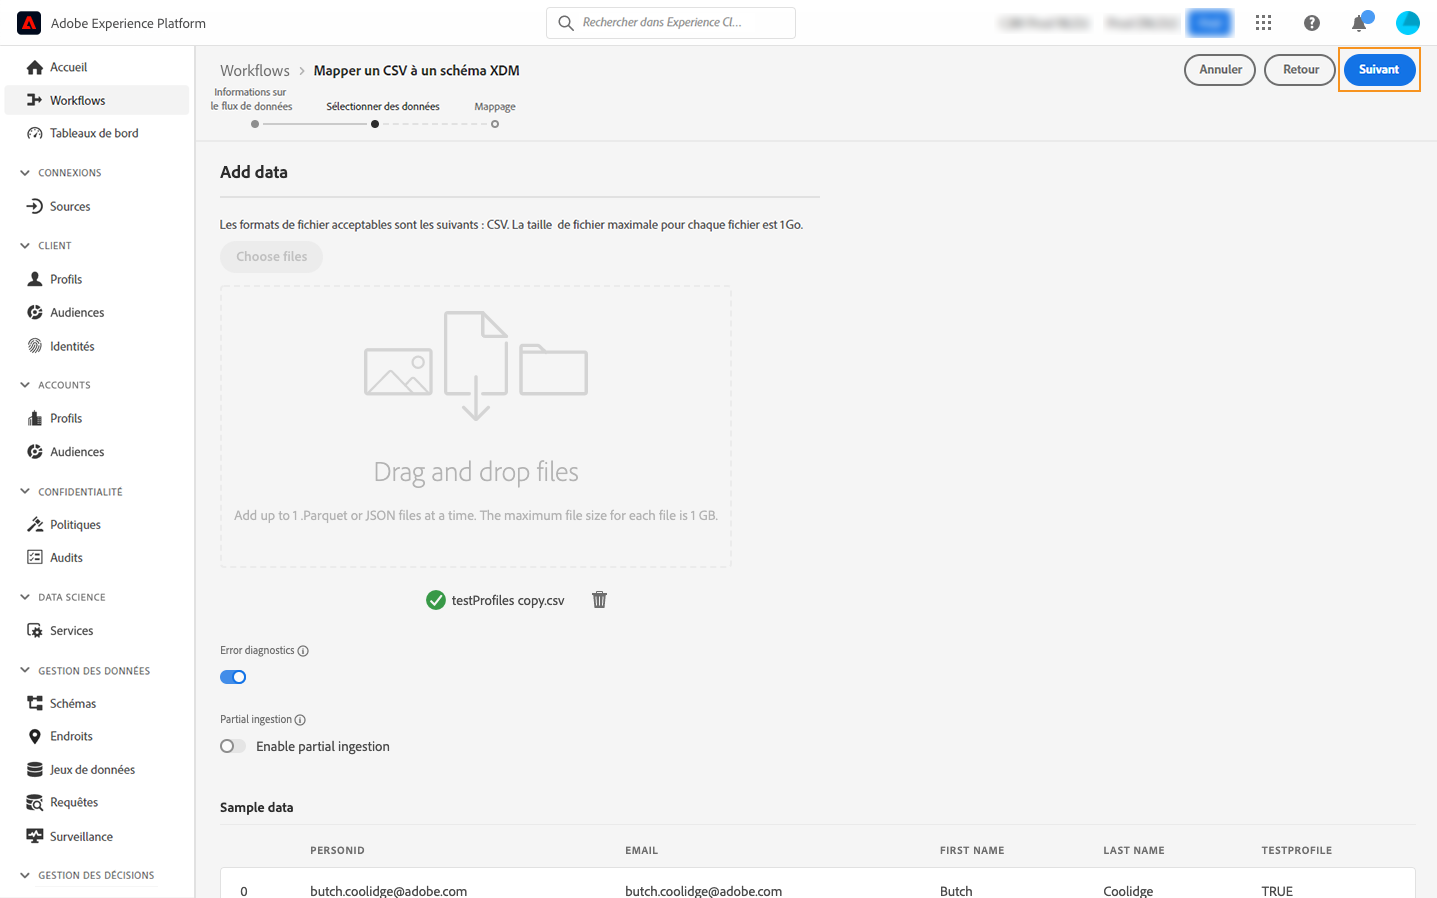 Adobe Experience Platform
Rechercher dans Experience Cl...
Accueil
Workflows
Tableaux de bord
CONNEXIONS
Sources
CLIENT
Profils
Audiences
Identités
ACCOUNTS
Profils
Audiences
CONFIDENTIALITÉ
Politiques
Audits
DATA SCIENCE
Services
GESTION DES DONNÉES
Schémas
Endroits
Jeux de données
Requêtes
Surveillance
GESTION DES DÉCISIONS
Workflows > Mapper un CSV à un schéma XDM
Annuler
Retour
Suivant
Informations sur
le flux de données
Sélectionner des données
Mappage
Add data
Les formats de fichier acceptables sont les suivants : CSV. La taille de fichier maximale pour chaque fichier est 1 Go.
Choose files
Drag and drop files
Add up to 1 .Parquet or JSON files at a time. The maximum file size for each file is 1 GB.
testProfiles copy.csv
Error diagnostics
Partial ingestion
Enable partial ingestion
Sample data
PERSONID EMAIL FIRST NAME LAST NAME TESTPROFILE
0 butch.coolidge@adobe.com butch.coolidge@adobe.com Butch Coolidge TRUE